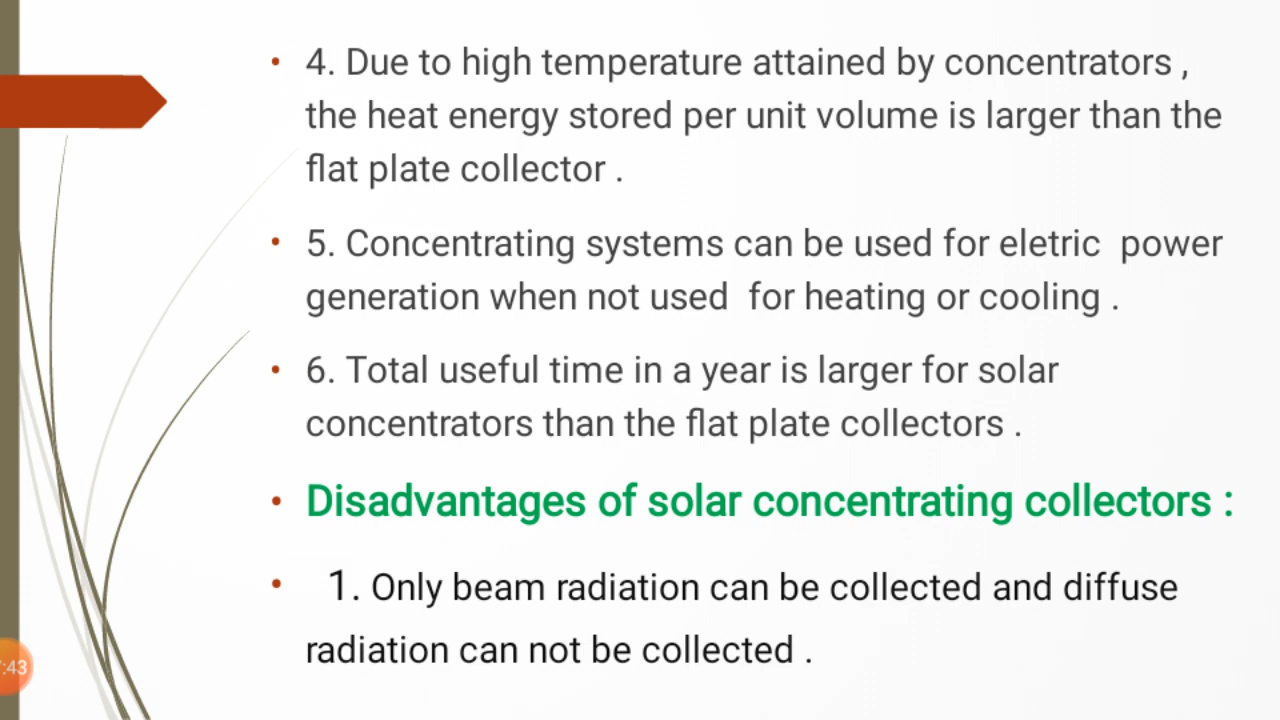 • 4. Due to high temperature attained by concentrators ,
the heat energy stored per unit volume is larger than the
flat plate collector .
• 5. Concentrating systems can be used for eletric  power
generation when not used  for heating or cooling .
• 6. Total useful time in a year is larger for solar
concentrators than the flat plate collectors .
• Disadvantages of solar concentrating collectors :
• 1. Only beam radiation can be collected and diffuse
radiation can not be collected .
:43